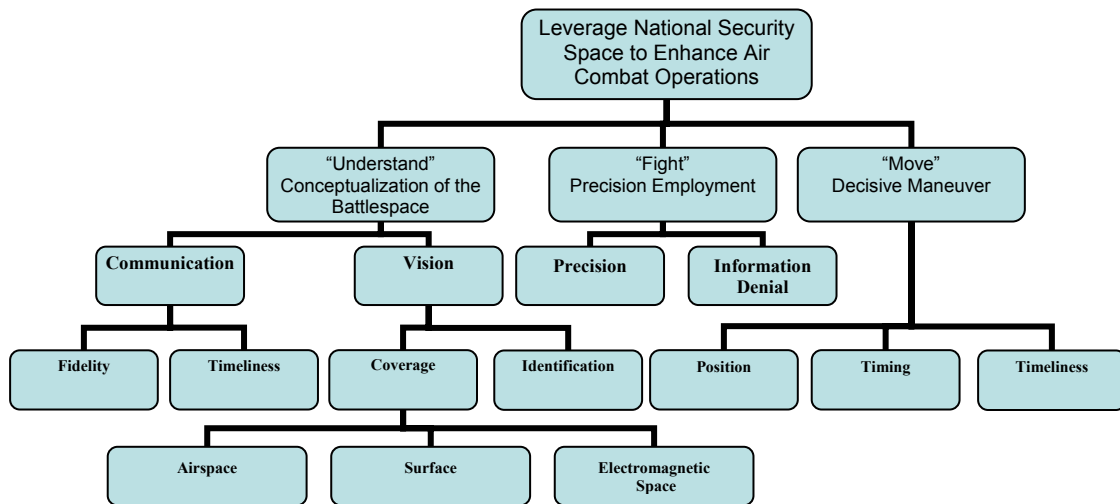 Leverage National Security
Space to Enhance Air
Combat Operations
“Understand”
Conceptualization of the
Battlespace
“Fight”
Precision Employment
“Move”
Decisive Maneuver
Communication
Vision
Precision
Information
Denial
Fidelity
Timeliness
Coverage
Identification
Position
Timing
Timeliness
Airspace
Surface
Electromagnetic
Space